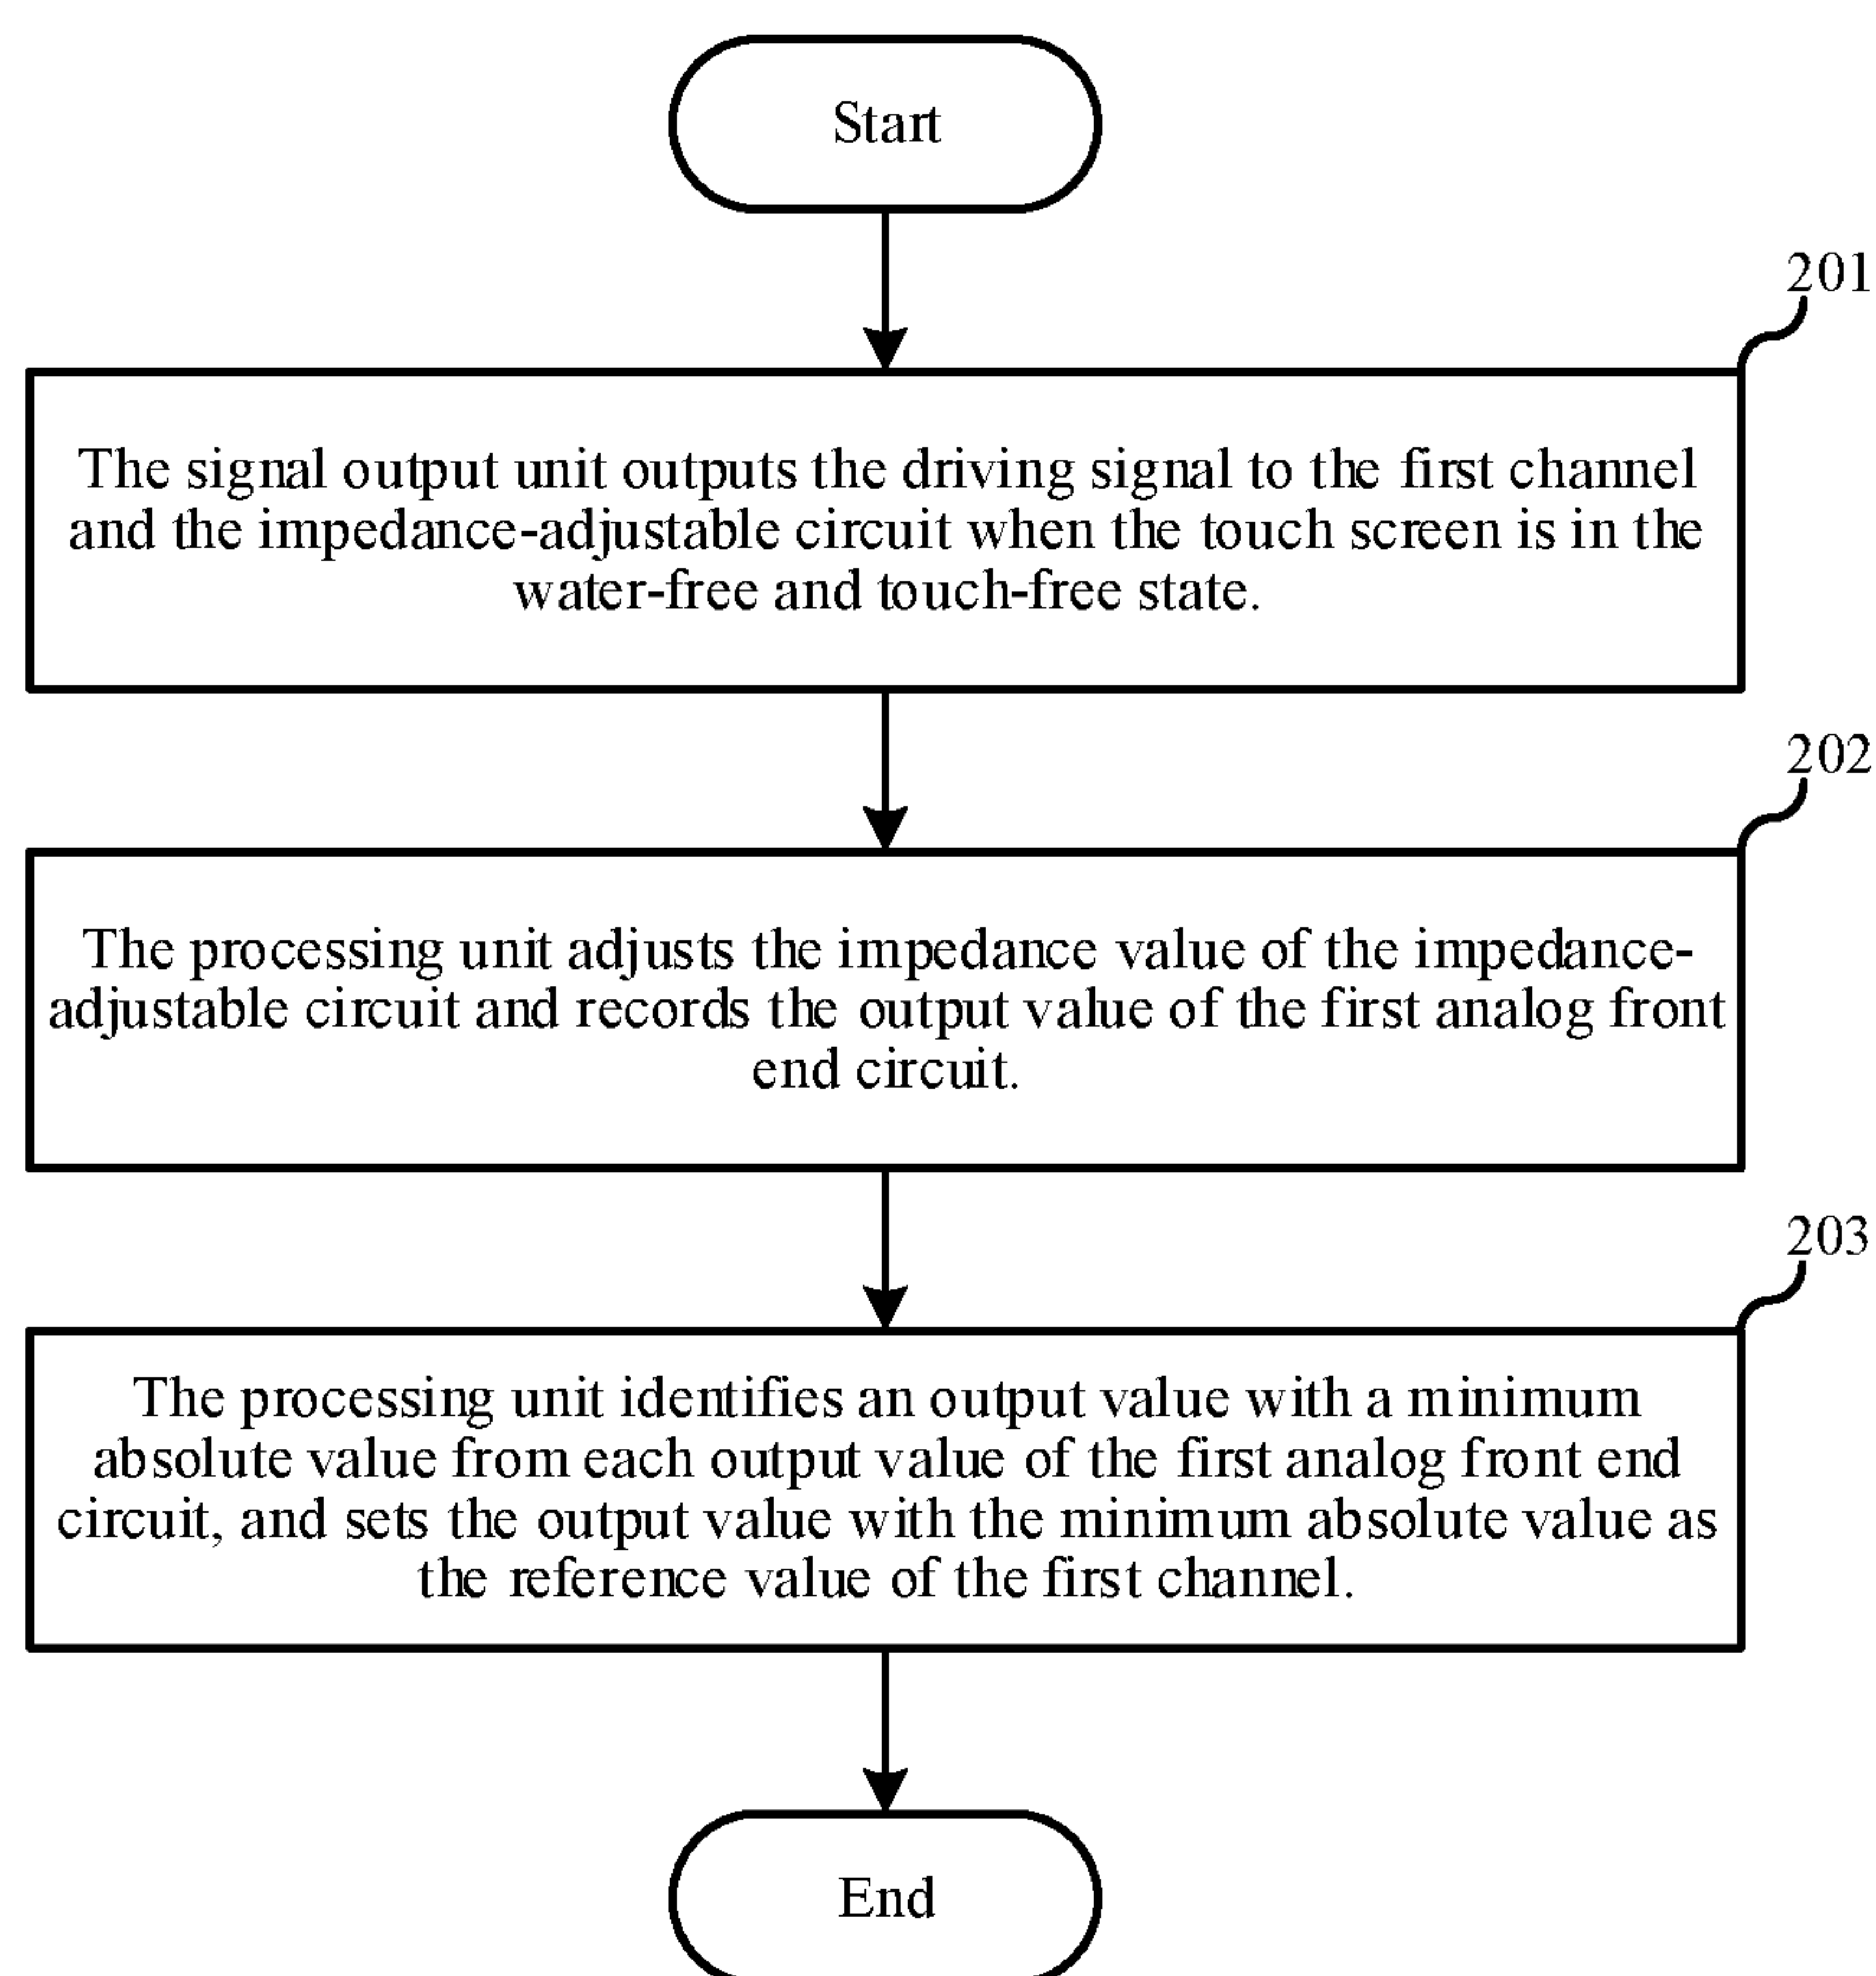 Start
201
The signal output unit outputs the driving signal to the first channel
and the impedance-adjustable circuit when the touch screen is in the
water-free and touch-free state.
202
The processing unit adjusts the impedance value of the impedance-
adjustable circuit and records the output value of the first analog front
end circuit.
203
The processing unit identifies an output value with a minimum
absolute value from each output value of the first analog front end
circuit, and sets the output value with the minimum absolute value as
the reference value of the first channel.
End